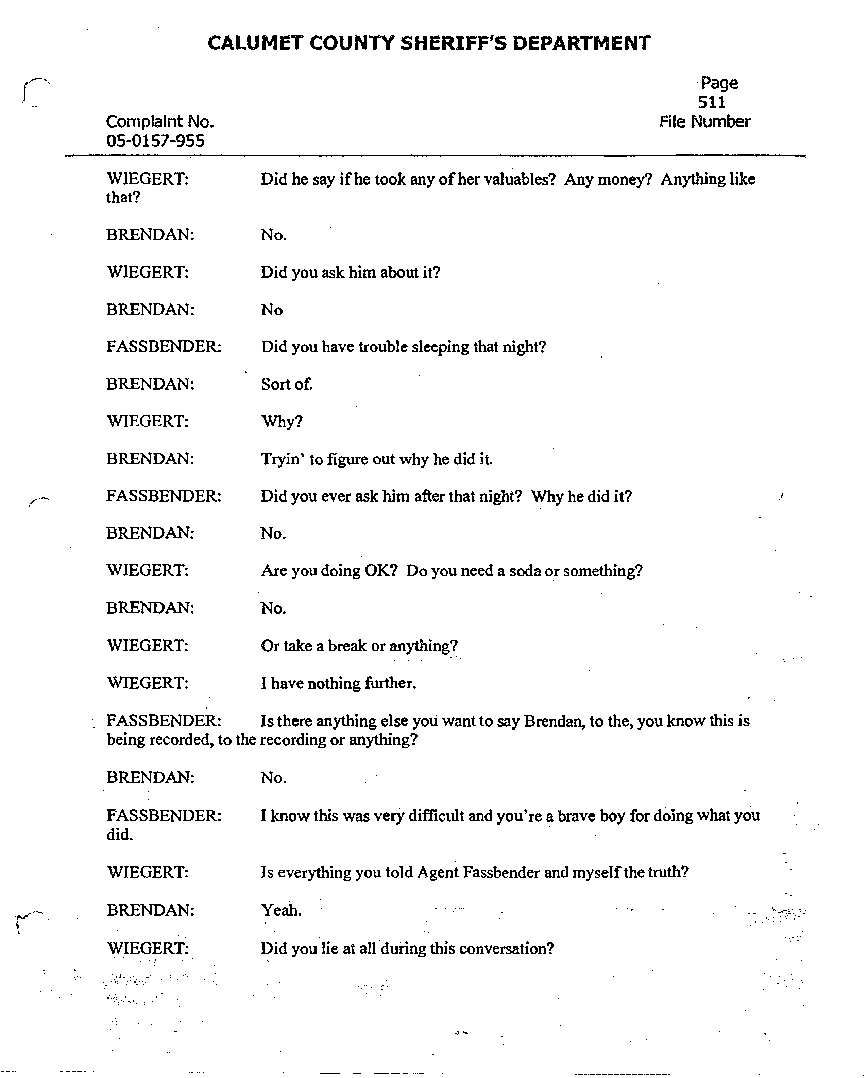 CALUMET COUNTY SHERIFF'S DEPARTMENT
Page
511
Complaint No. File Number
05-0157-955
WIEGERT: Did he say if he took any of her valuables? Any money? Anything like
that?
BRENDAN: No.
WIEGERT: Did you ask him about it?
BRENDAN: No
FASSBENDER: Did you have trouble sleeping that night?
BRENDAN: Sort of.
WIEGERT: Why?
BRENDAN: Tryin' to figure out why he did it.
FASSBENDER: Did you ever ask him after that night? Why he did it?
BRENDAN: No.
WIEGERT: Are you doing OK? Do you need a soda or something?
BRENDAN: No.
WIEGERT: Or take a break or anything?
WIEGERT: I have nothing further.
FASSBENDER: Is there anything else you want to say Brendan, to the, you know this is
being recorded, to the recording or anything?
BRENDAN: No.
FASSBENDER: I know this was very difficult and you're a brave boy for doing what you
did.
WIEGERT: Is everything you told Agent Fassbender and myself the truth?
BRENDAN: Yeah.
WIEGERT: Did you lie at all during this conversation?